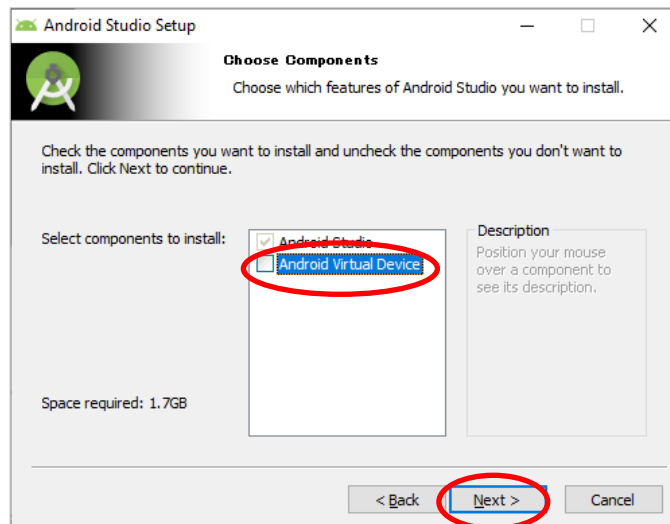 Android Studio Setup
Choose Components
Choose which features of Android Studio you want to install.
Check the components you want to install and uncheck the components you don't want to
install. Click Next to continue.
Select components to install:
Android Studio
Android Virtual Device
Description
Position your mouse
over a component to
see its description.
Space required: 1.7GB
< Back
Next >
Cancel